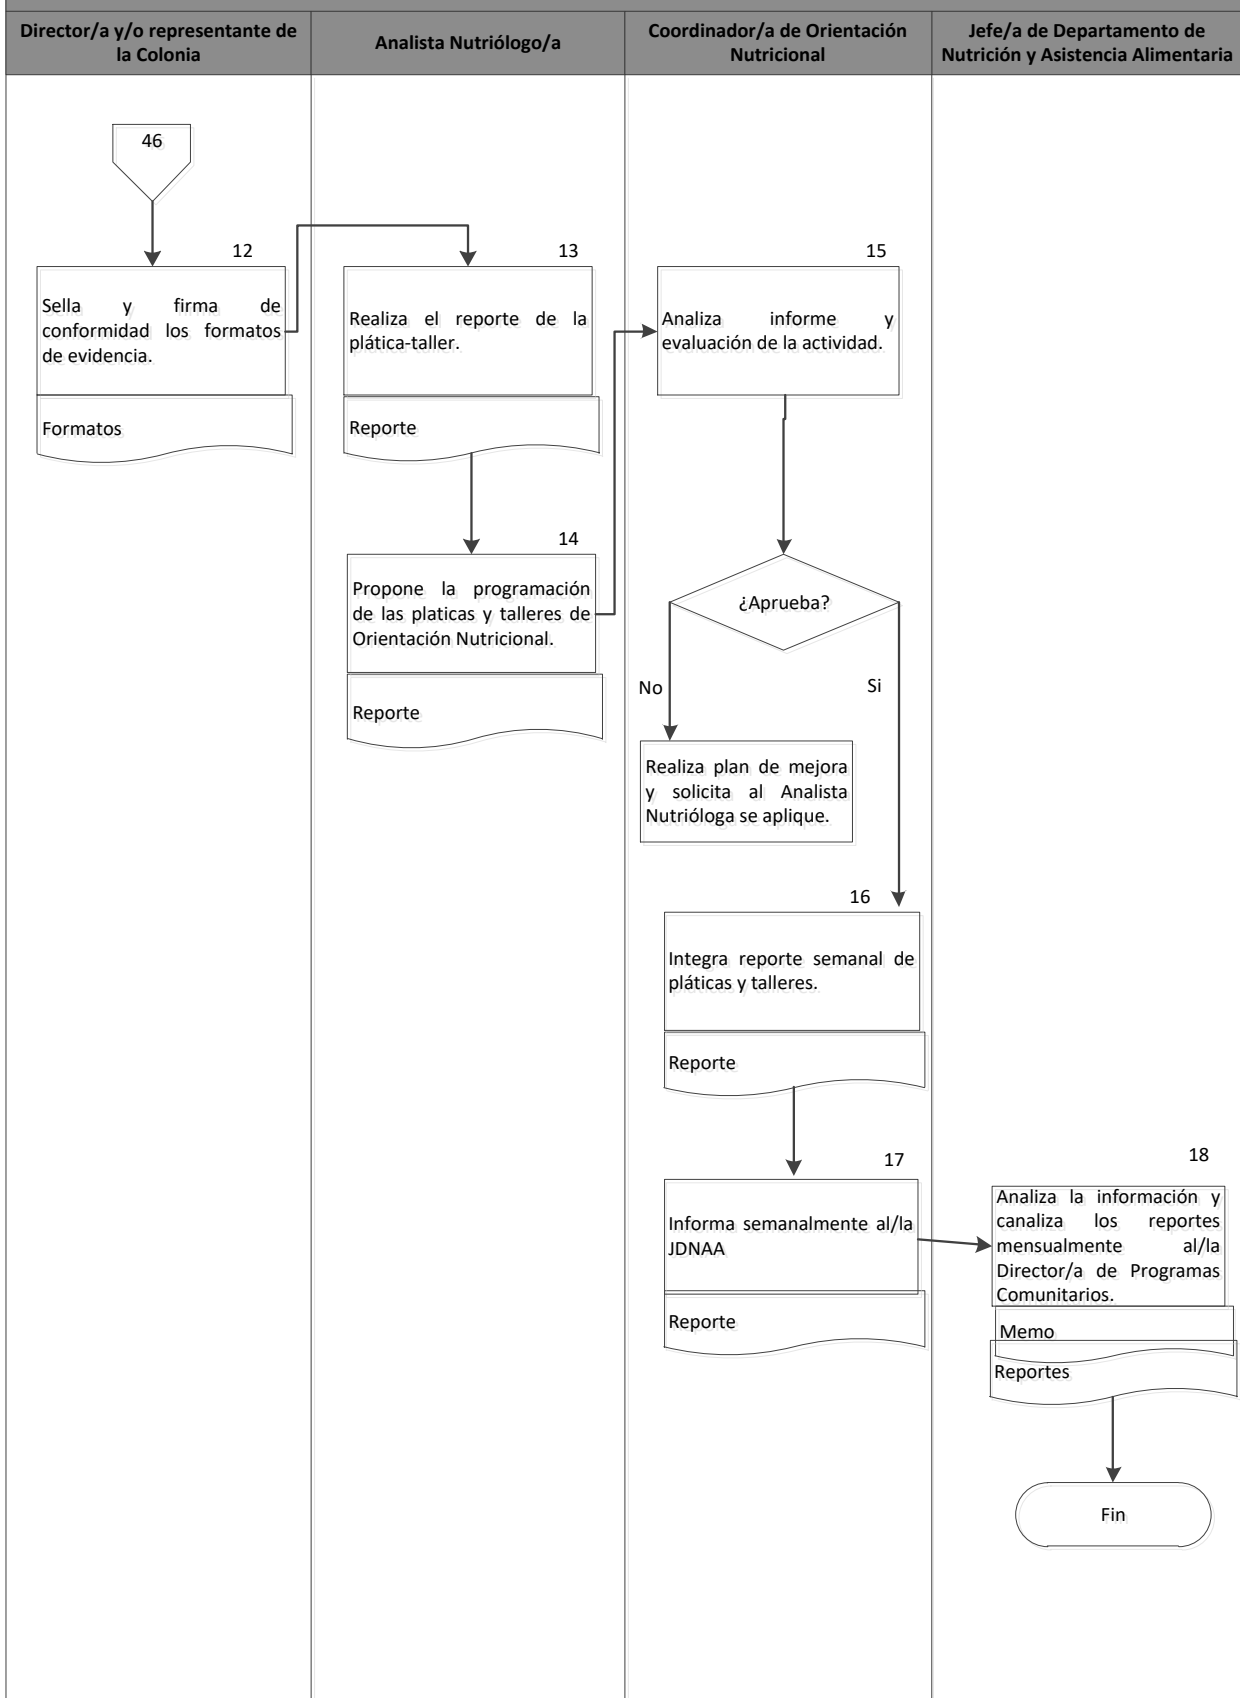 Director/a y/o representante de
la Colonia
Analista Nutriólogo/a
Coordinador/a de Orientación
Nutricional
Jefe/a de Departamento de
Nutrición y Asistencia Alimentaria
46
12
Sella y firma de
conformidad los formatos
de evidencia.
Formatos
13
Realiza el reporte de la
plática-taller.
Reporte
14
Propone la programación
de las platicas y talleres de
Orientación Nutricional.
Reporte
15
Analiza informe y
evaluación de la actividad.
¿Aprueba?
No
Si
Realiza plan de mejora
y solicita al Analista
Nutrióloga se aplique.
16
Integra reporte semanal de
pláticas y talleres.
Reporte
17
Informa semanalmente al/la
JDNAA
Reporte
18
Analiza la información y
canaliza los reportes
mensualmente al/la
Director/a de Programas
Comunitarios.
Memo
Reportes
Fin